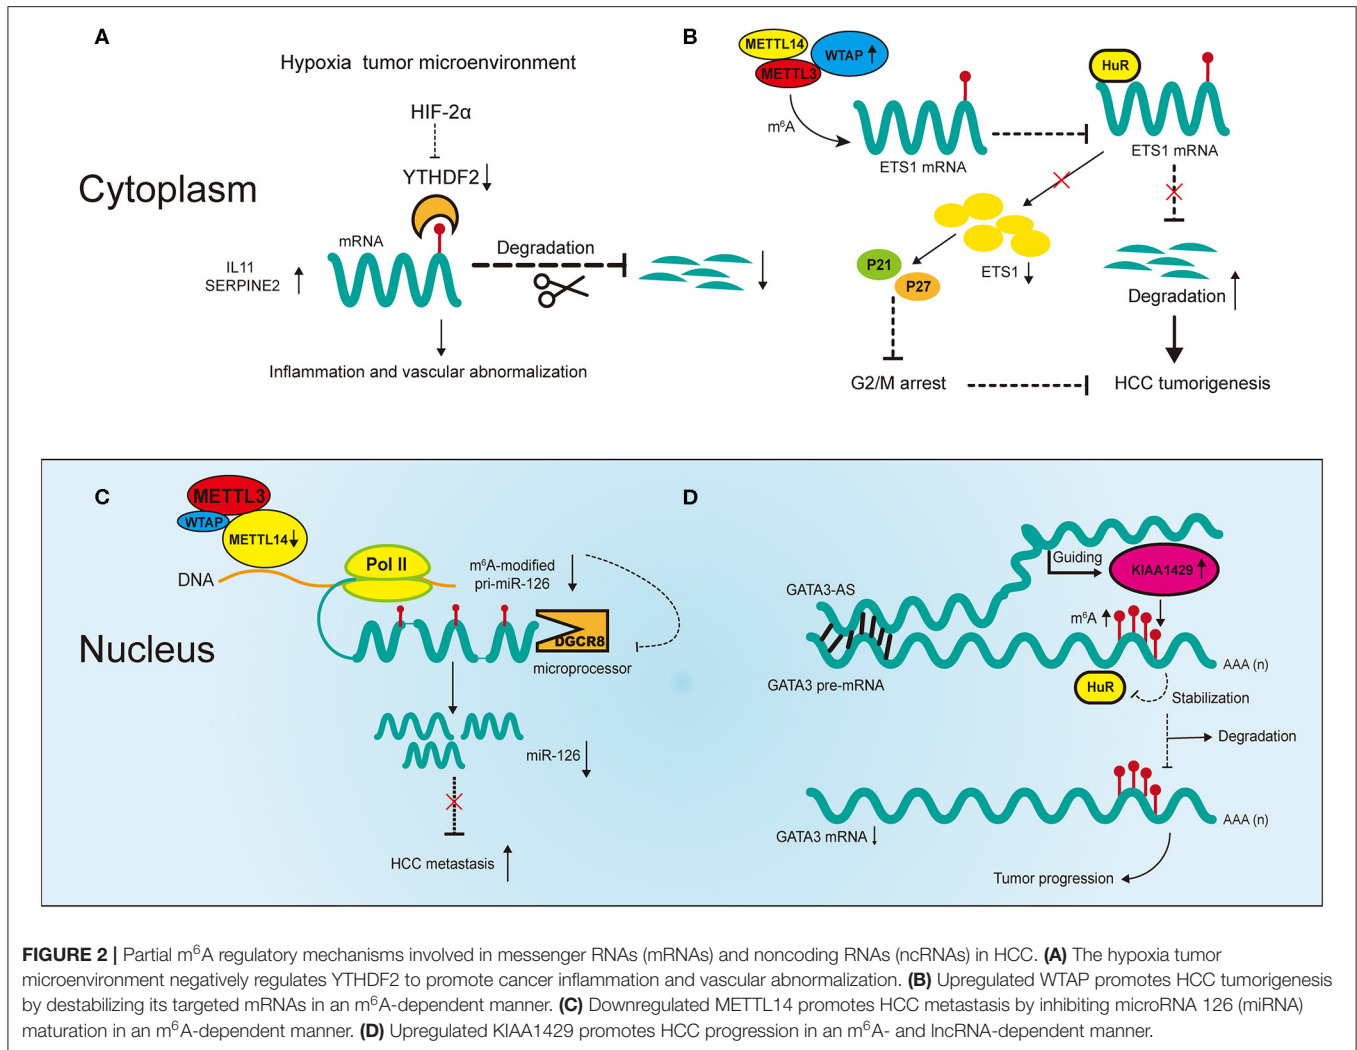 A
Hypoxia tumor microenvironment
HIF-2α
YTHDF2
Cytoplasm
mRNA
Degradation
IL11
SERPINE2
Inflammation and vascular abnormalization
B
METTL14
WTAP
METTL3
m6A
ETS1 mRNA
HuR
ETS1 mRNA
P21
P27
ETS1
Degradation
G2/M arrest
HCC tumorigenesis
C
METTL3
WTAP
METTL14
DNA
Pol II
m6A-modified
pri-miR-126
DGCR8
microprocessor
Nucleus
miR-126
HCC metastasis
D
Guiding
KIAA1429
GATA3-AS
m6A
AAA (n)
GATA3 pre-mRNA
HuR
Stabilization
Degradation
GATA3 mRNA
AAA (n)
Tumor progression
FIGURE 2 | Partial m6A regulatory mechanisms involved in messenger RNAs (mRNAs) and noncoding RNAs (ncRNAs) in HCC. (A) The hypoxia tumor
microenvironment negatively regulates YTHDF2 to promote cancer inflammation and vascular abnormalization. (B) Upregulated WTAP promotes HCC tumorigenesis
by destabilizing its targeted mRNAs in an m6A-dependent manner. (C) Downregulated METTL14 promotes HCC metastasis by inhibiting microRNA 126 (miRNA)
maturation in an m6A-dependent manner. (D) Upregulated KIAA1429 promotes HCC progression in an m6A- and lncRNA-dependent manner.